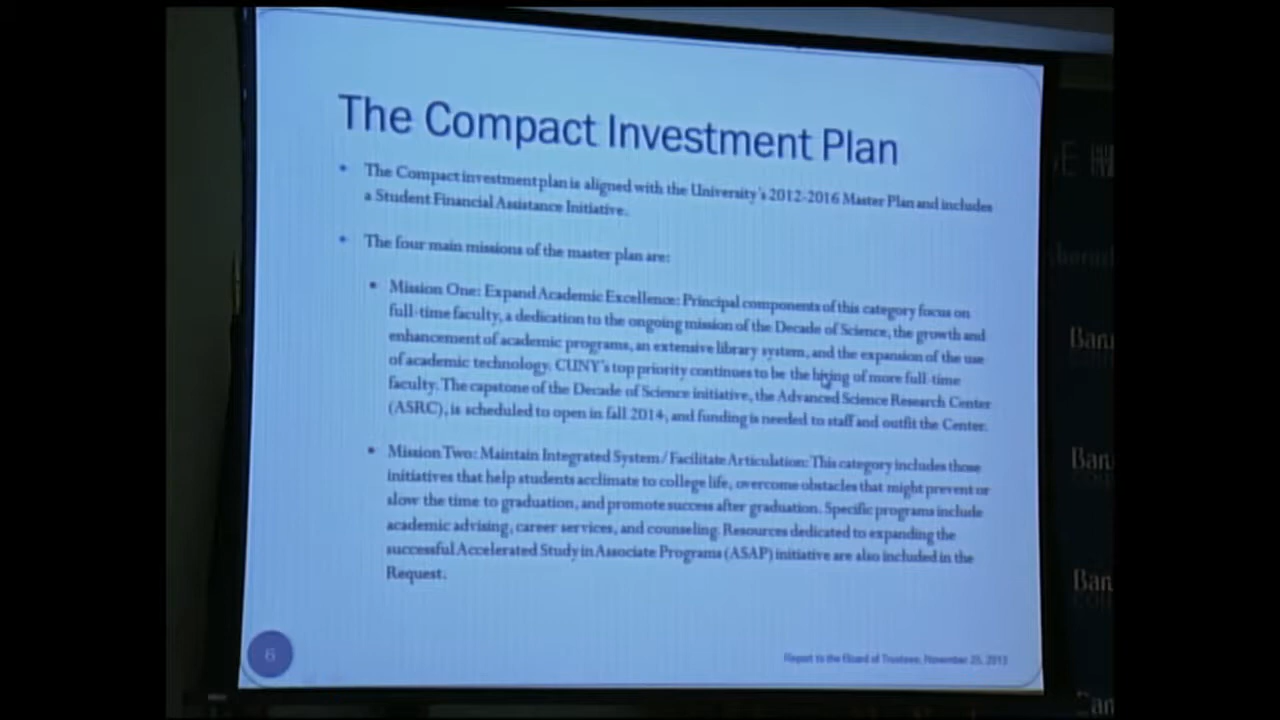 The Compact Investment Plan
• The Compact investment plan is aligned with the University's 2012-2016 Master Plan and includes
a Student Financial Assistance Initiative.
• The four main missions of the master plan are:
• Mission One: Expand Academic Excellence: Principal components of this category focus on
full-time faculty, a dedication to the ongoing mission of the Decade of Science, the growth and
enhancement of academic programs, an extensive library system, and the expansion of the use
of academic technology. CUNY's top priority continues to be the hiring of more full-time
faculty. The capstone of the Decade of Science initiative, the Advanced Science Research Center
(ASRC), is scheduled to open in fall 2014, and funding is needed to staff and outfit the Center.
• Mission Two: Maintain Integrated System/Facilitate Articulation: This category includes those
initiatives that help students acclimate to college life, overcome obstacles that might prevent or
slow the time to graduation, and promote success after graduation. Specific programs include
academic advising, career services, and counseling. Resources dedicated to expanding the
successful Accelerated Study in Associate Programs (ASAP) initiative are also included in the
Request.
6
Report to the Board of Trustees, November 25, 2013
Baru
Baru
Baru